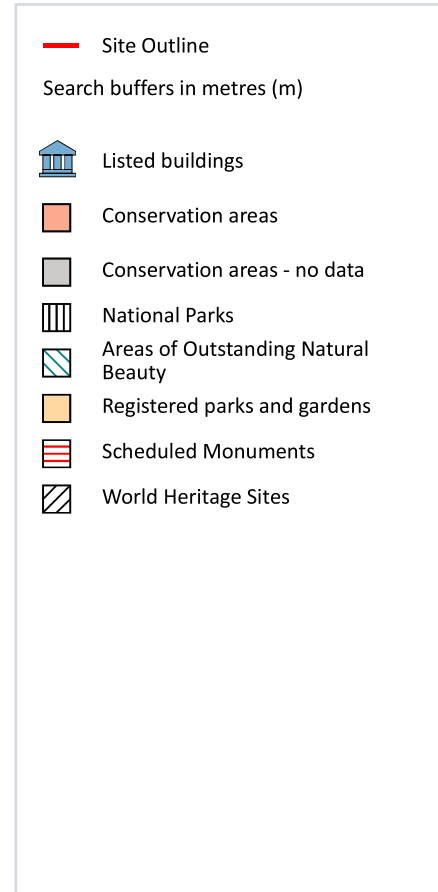 Site Outline
Search buffers in metres (m)
Listed buildings
Conservation areas
Conservation areas - no data
National Parks
Areas of Outstanding Natural
Beauty
Registered parks and gardens
Scheduled Monuments
World Heritage Sites